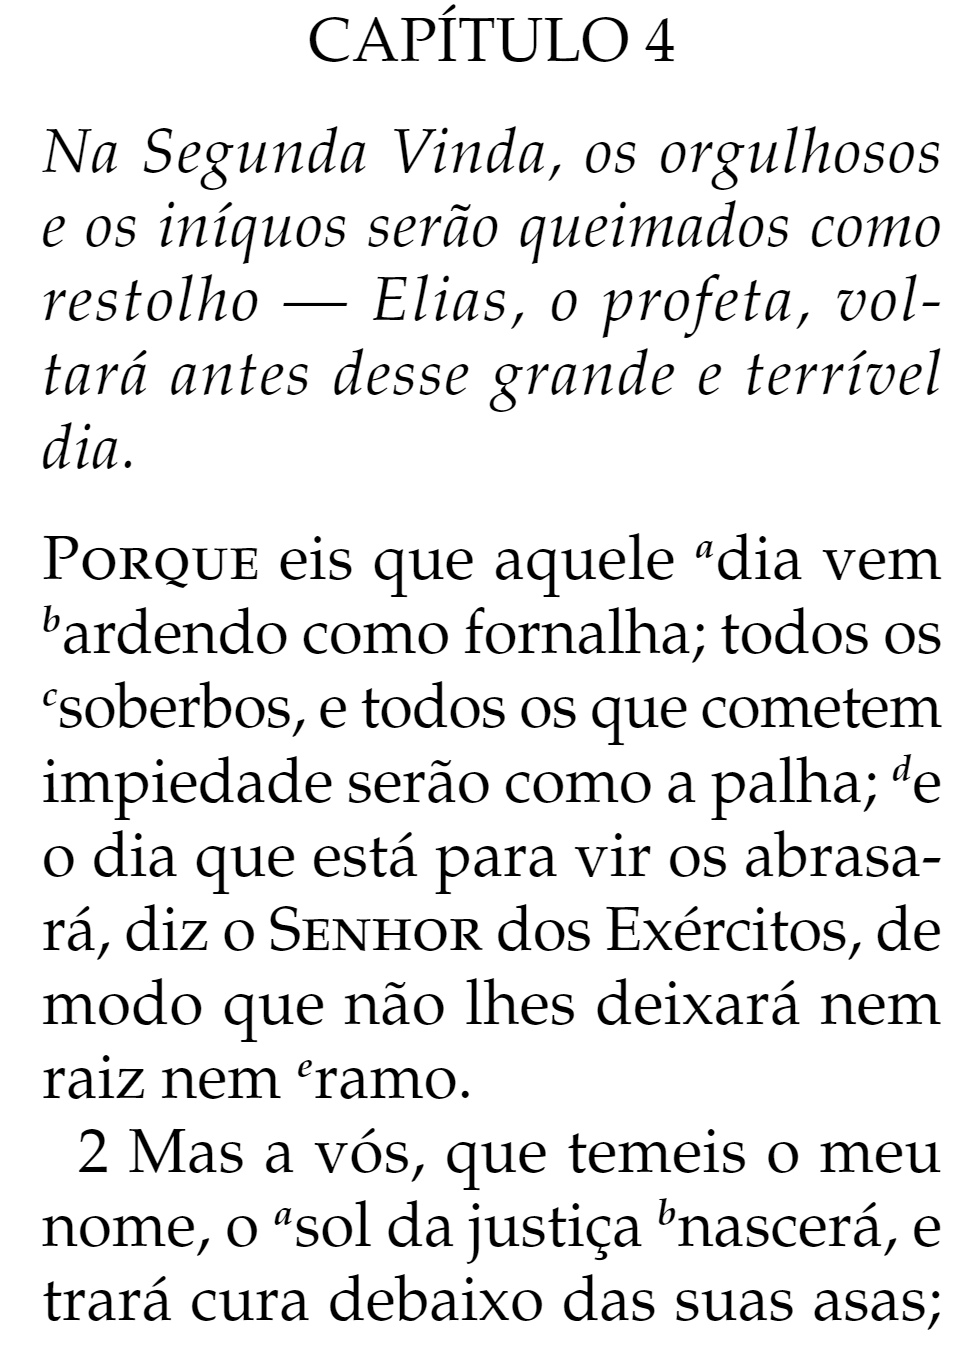 CAPÍTULO 4
Na Segunda Vinda, os orgulhosos
e os iníquos serão queimados como
restolho — Elias, o profeta, vol-
tará antes desse grande e terrível
dia.
Porque eis que aquele ᵃdia vem
ᵇardendo como fornalha; todos os
ᶜsoberbos, e todos os que cometem
impiedade serão como a palha; ᵈe
o dia que está para vir os abrasa-
rá, diz o Senhor dos Exércitos, de
modo que não lhes deixará nem
raiz nem ᵉramo.
2 Mas a vós, que temeis o meu
nome, o ᵃsol da justiça ᵇnascerá, e
trará cura debaixo das suas asas;